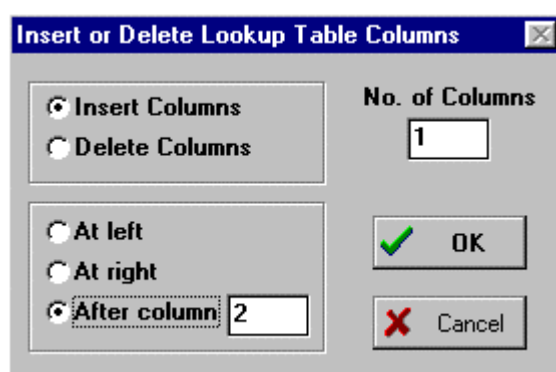 Insert or Delete Lookup Table Columns
Insert Columns
Delete Columns
No. of Columns
1
At left
At right
After column 2
OK
Cancel